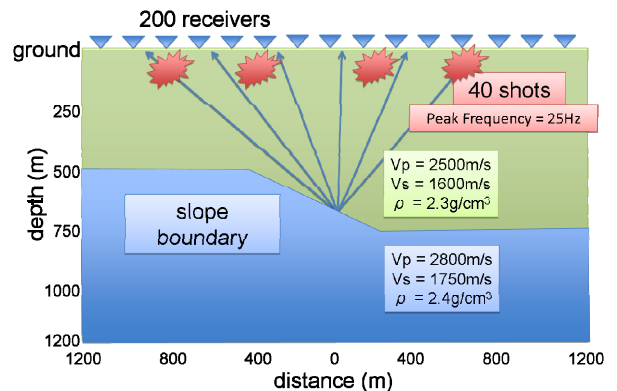 200 receivers
ground
40 shots
Peak Frequency = 25Hz
250
500
750
1000
1200
depth (m)
Vp = 2500m/s
Vs = 1600m/s
ρ = 2.3g/cm³
slope
boundary
Vp = 2800m/s
Vs = 1750m/s
ρ = 2.4g/cm³
1200 800 400 0 400 800 1200
distance (m)